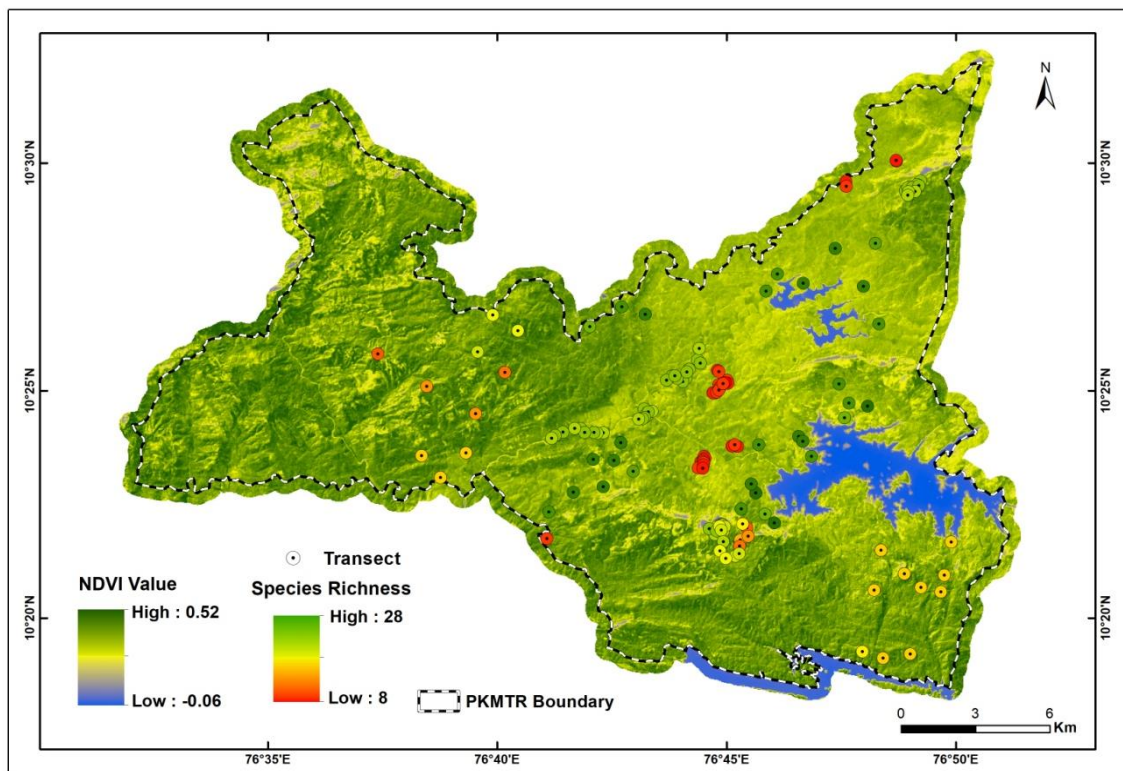 N
10°30'N
10°30'N
10°25'N
10°25'N
10°20'N
10°20'N
Transect
NDVI Value
High : 0.52
Low : -0.06
Species Richness
High : 28
Low : 8
PKMTR Boundary
0 3 6
Km
76°35'E 76°40'E 76°45'E 76°50'E